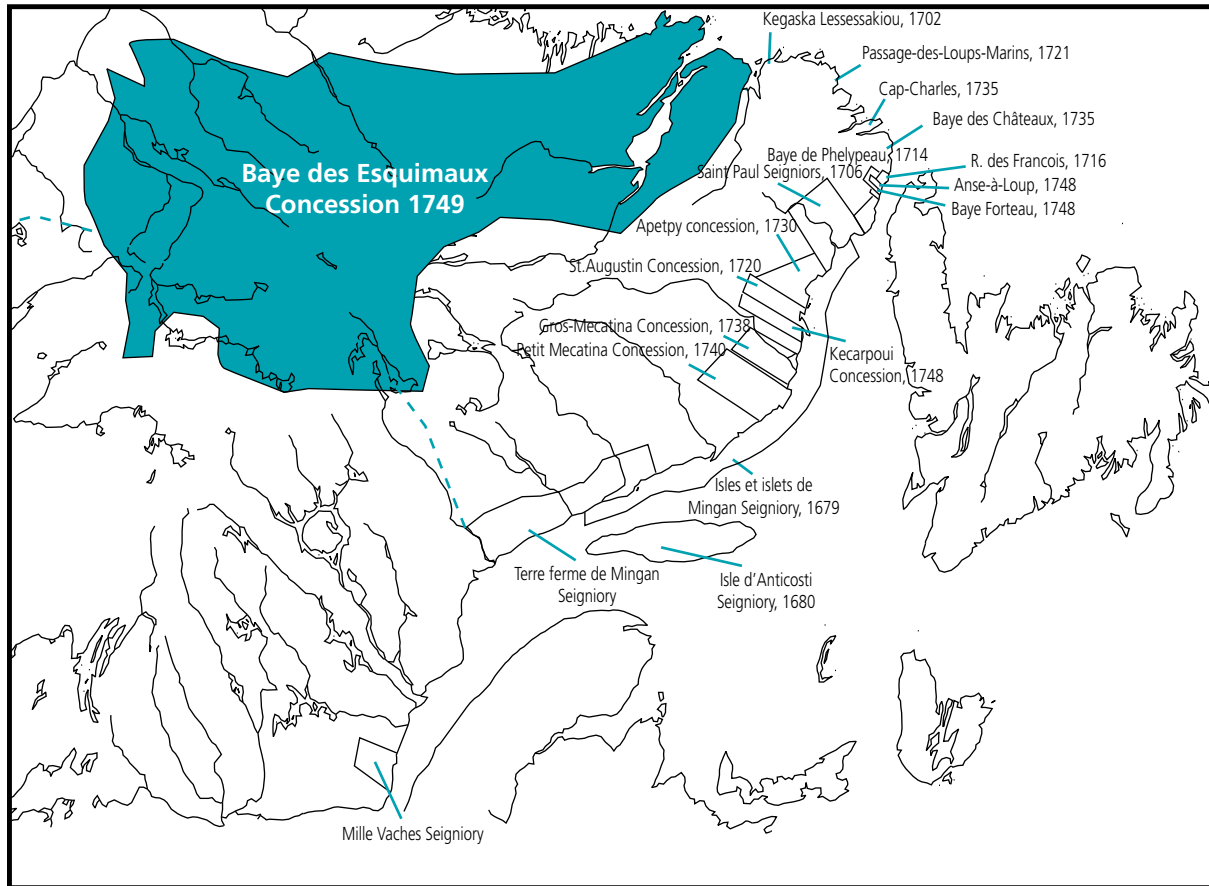 Kegaska Lessessakiou, 1702
Passage-des-Loups-Marins, 1721
Cap-Charles, 1735
Baye des Châteaux, 1735
Baye de Phelypeau, 1714
R. des Francois, 1716
Saint Paul Seigniors, 1706
Anse-à-Loup, 1748
Baye Forteau, 1748
Baye des Esquimaux
Concession 1749
Apetpy concession, 1730
St.Augustin Concession, 1720
Gros-Mecatina Concession, 1738
Petit Mecatina Concession, 1740
Kecarpoui
Concession, 1748
Isles et islets de
Mingan Seigniory, 1679
Terre ferme de Mingan
Seigniory
Isle d'Anticosti
Seigniory, 1680
Mille Vaches Seigniory